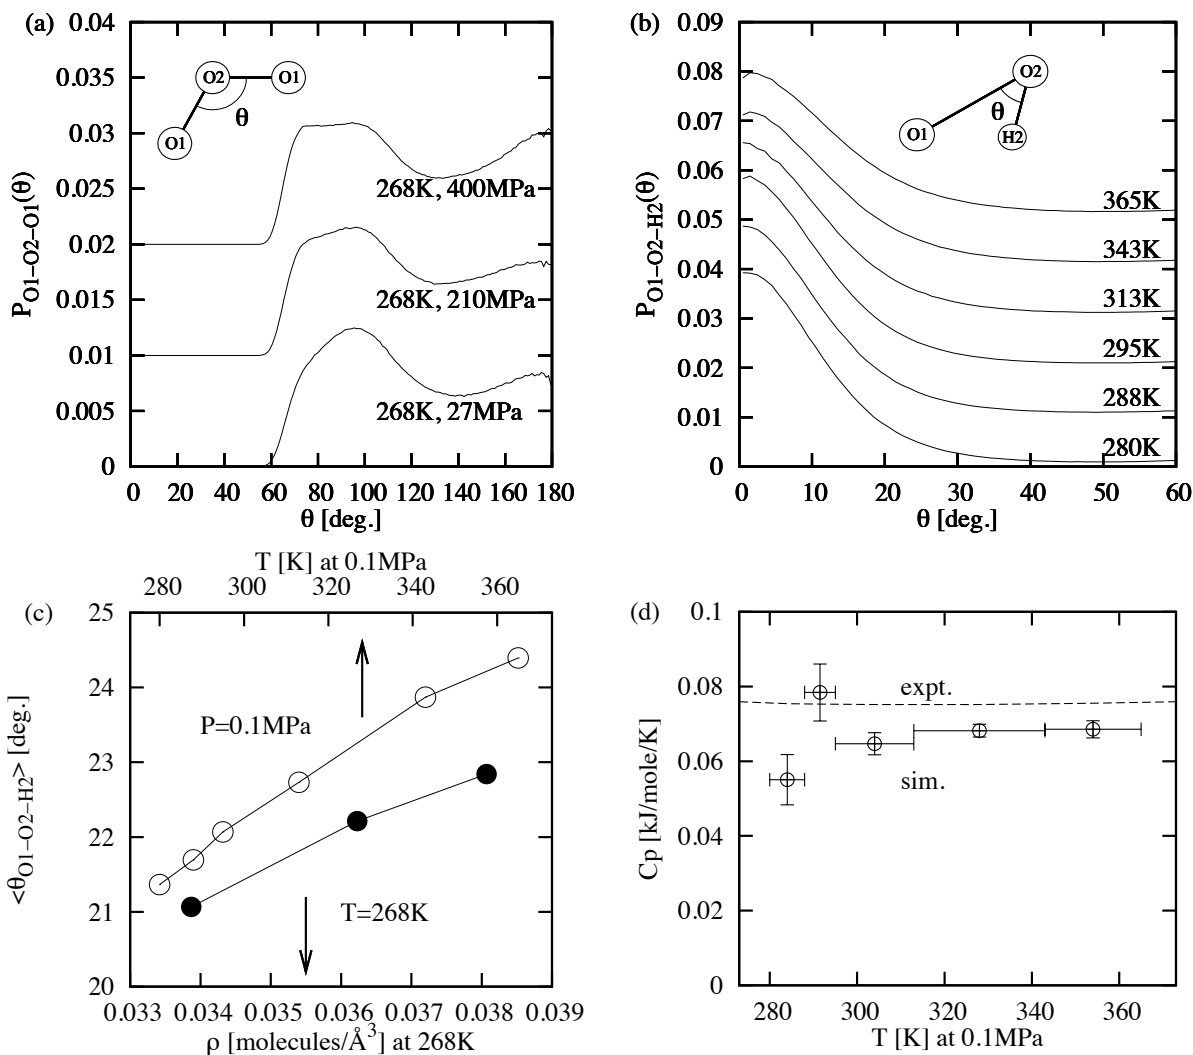 (a)
0.04
0.035
0.03
0.025
0.02
0.015
0.01
0.005
0
P_{O1−O2−O1}(θ)
O2
O1
θ
O1
268K, 400MPa
268K, 210MPa
268K, 27MPa
0 20 40 60 80 100 120 140 160 180
θ [deg.]
(b)
0.09
0.08
0.07
0.06
0.05
0.04
0.03
0.02
0.01
0
P_{O1−O2−H2}(θ)
O2
θ
O1
H2
365K
343K
313K
295K
288K
280K
0 10 20 30 40 50 60
θ [deg.]
T [K] at 0.1MPa
280 300 320 340 360
(c)
25
24
23
22
21
20
<θ_{O1−O2−H2}> [deg.]
P=0.1MPa
T=268K
0.033 0.034 0.035 0.036 0.037 0.038 0.039
ρ [molecules/Å^3] at 268K
(d)
0.1
0.08
0.06
0.04
0.02
0
Cp [kJ/mole/K]
expt.
sim.
280 300 320 340 360
T [K] at 0.1MPa